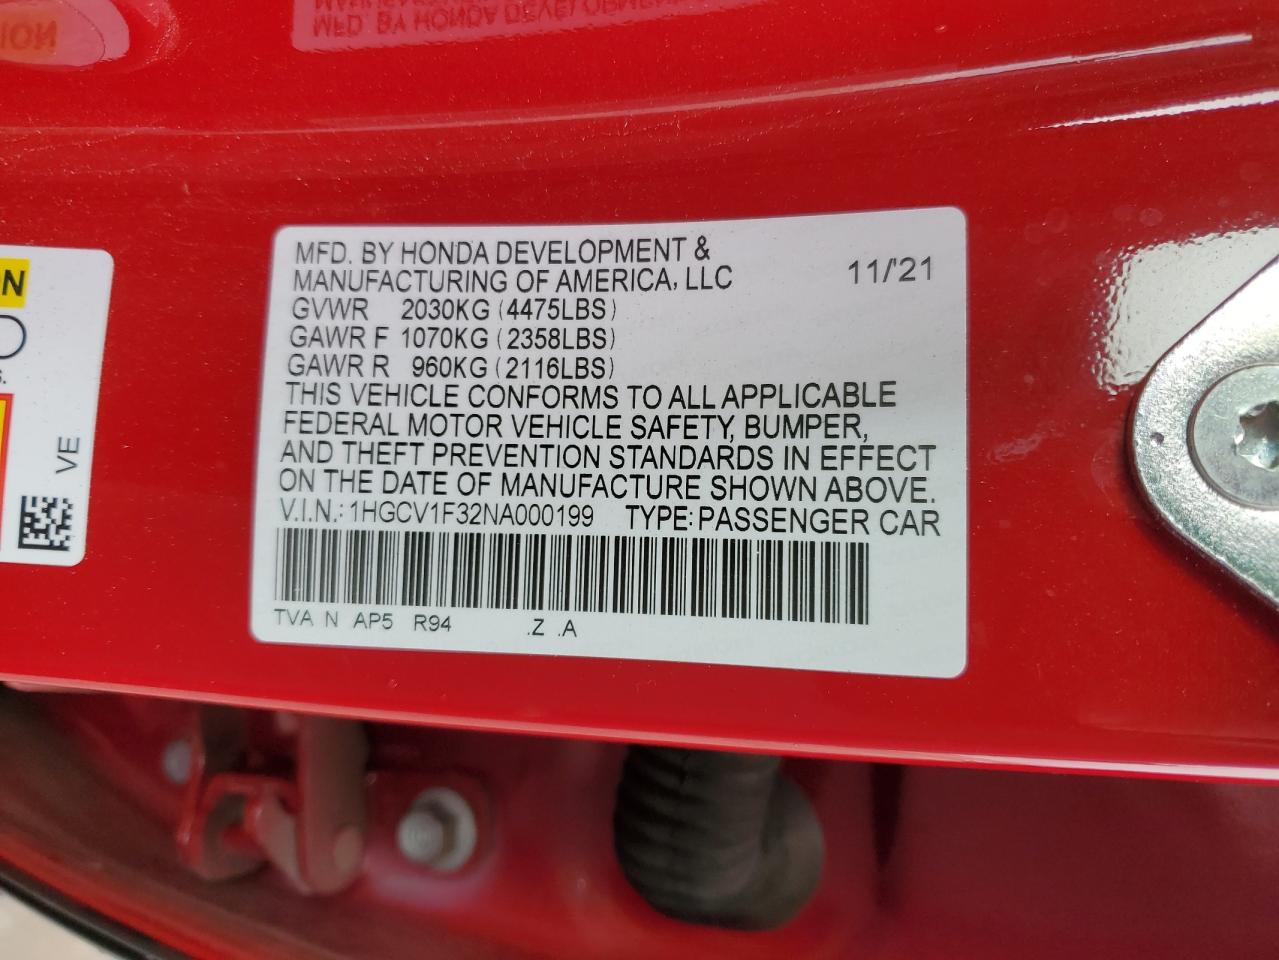 MFD. BY HONDA DEVELOPMENT &
MANUFACTURING OF AMERICA, LLC 11/'21
GVWR 2030KG (4475LBS)
GAWR F 1070KG (2358LBS)
GAWR R 960KG (2116LBS)
THIS VEHICLE CONFORMS TO ALL APPLICABLE
FEDERAL MOTOR VEHICLE SAFETY, BUMPER,
AND THEFT PREVENTION STANDARDS IN EFFECT
ON THE DATE OF MANUFACTURE SHOWN ABOVE.
V.I.N.: 1HGCV1F32NA000199 TYPE: PASSENGER CAR
TVA N AP5 R94 .Z .A
VE